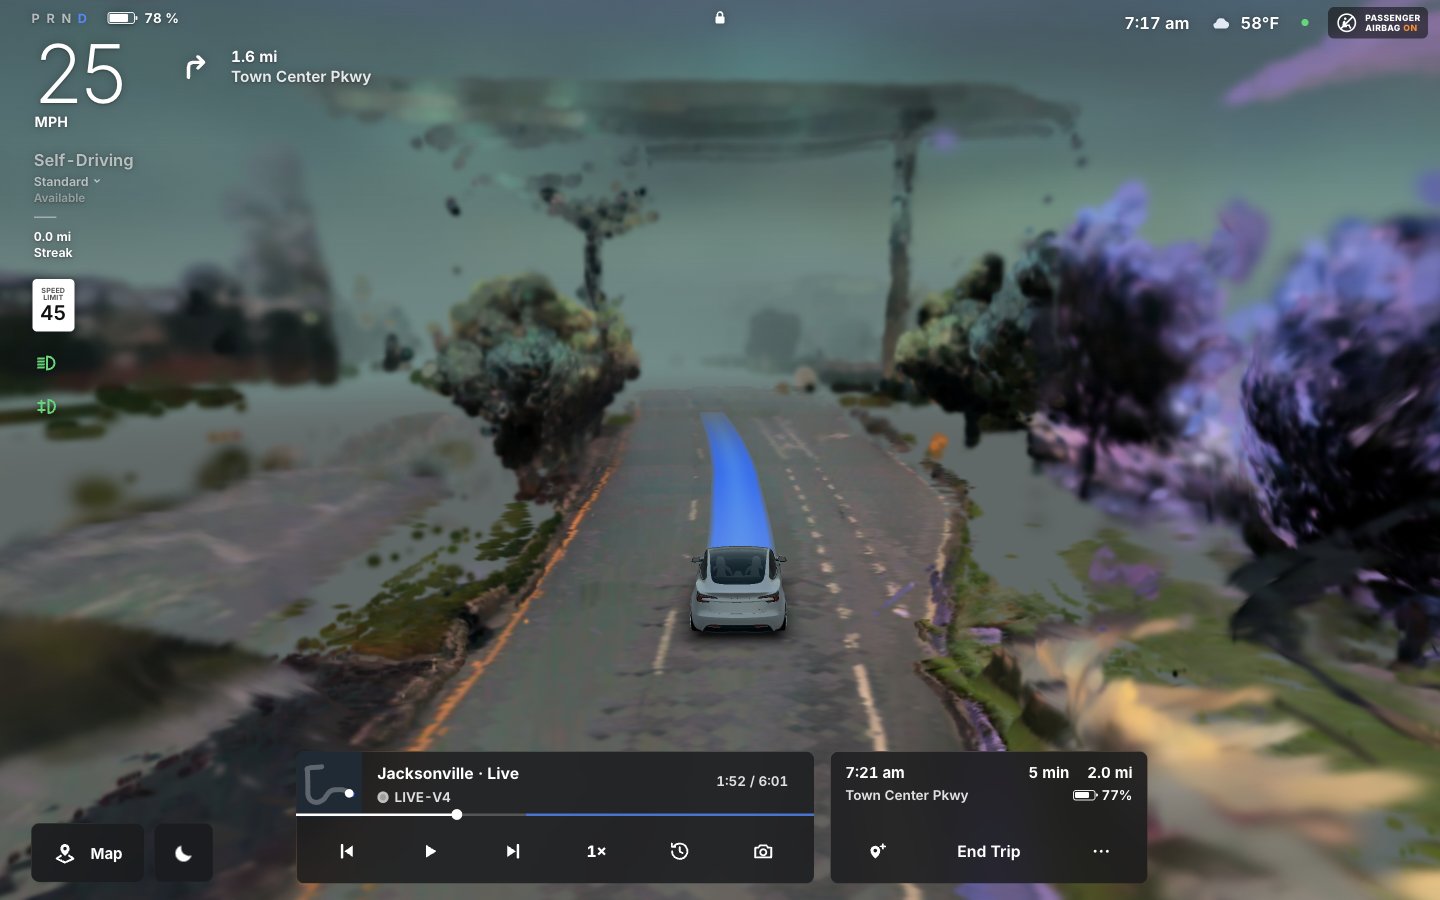 P R N D
78 %
7:17 am
58°F
PASSENGER
AIRBAG ON
25
MPH
1.6 mi
Town Center Pkwy
Self-Driving
Standard
Available
0.0 mi
Streak
SPEED
LIMIT
45
Jacksonville · Live
LIVE-V4
1:52 / 6:01
1×
7:21 am
5 min
2.0 mi
Town Center Pkwy
77%
End Trip
Map